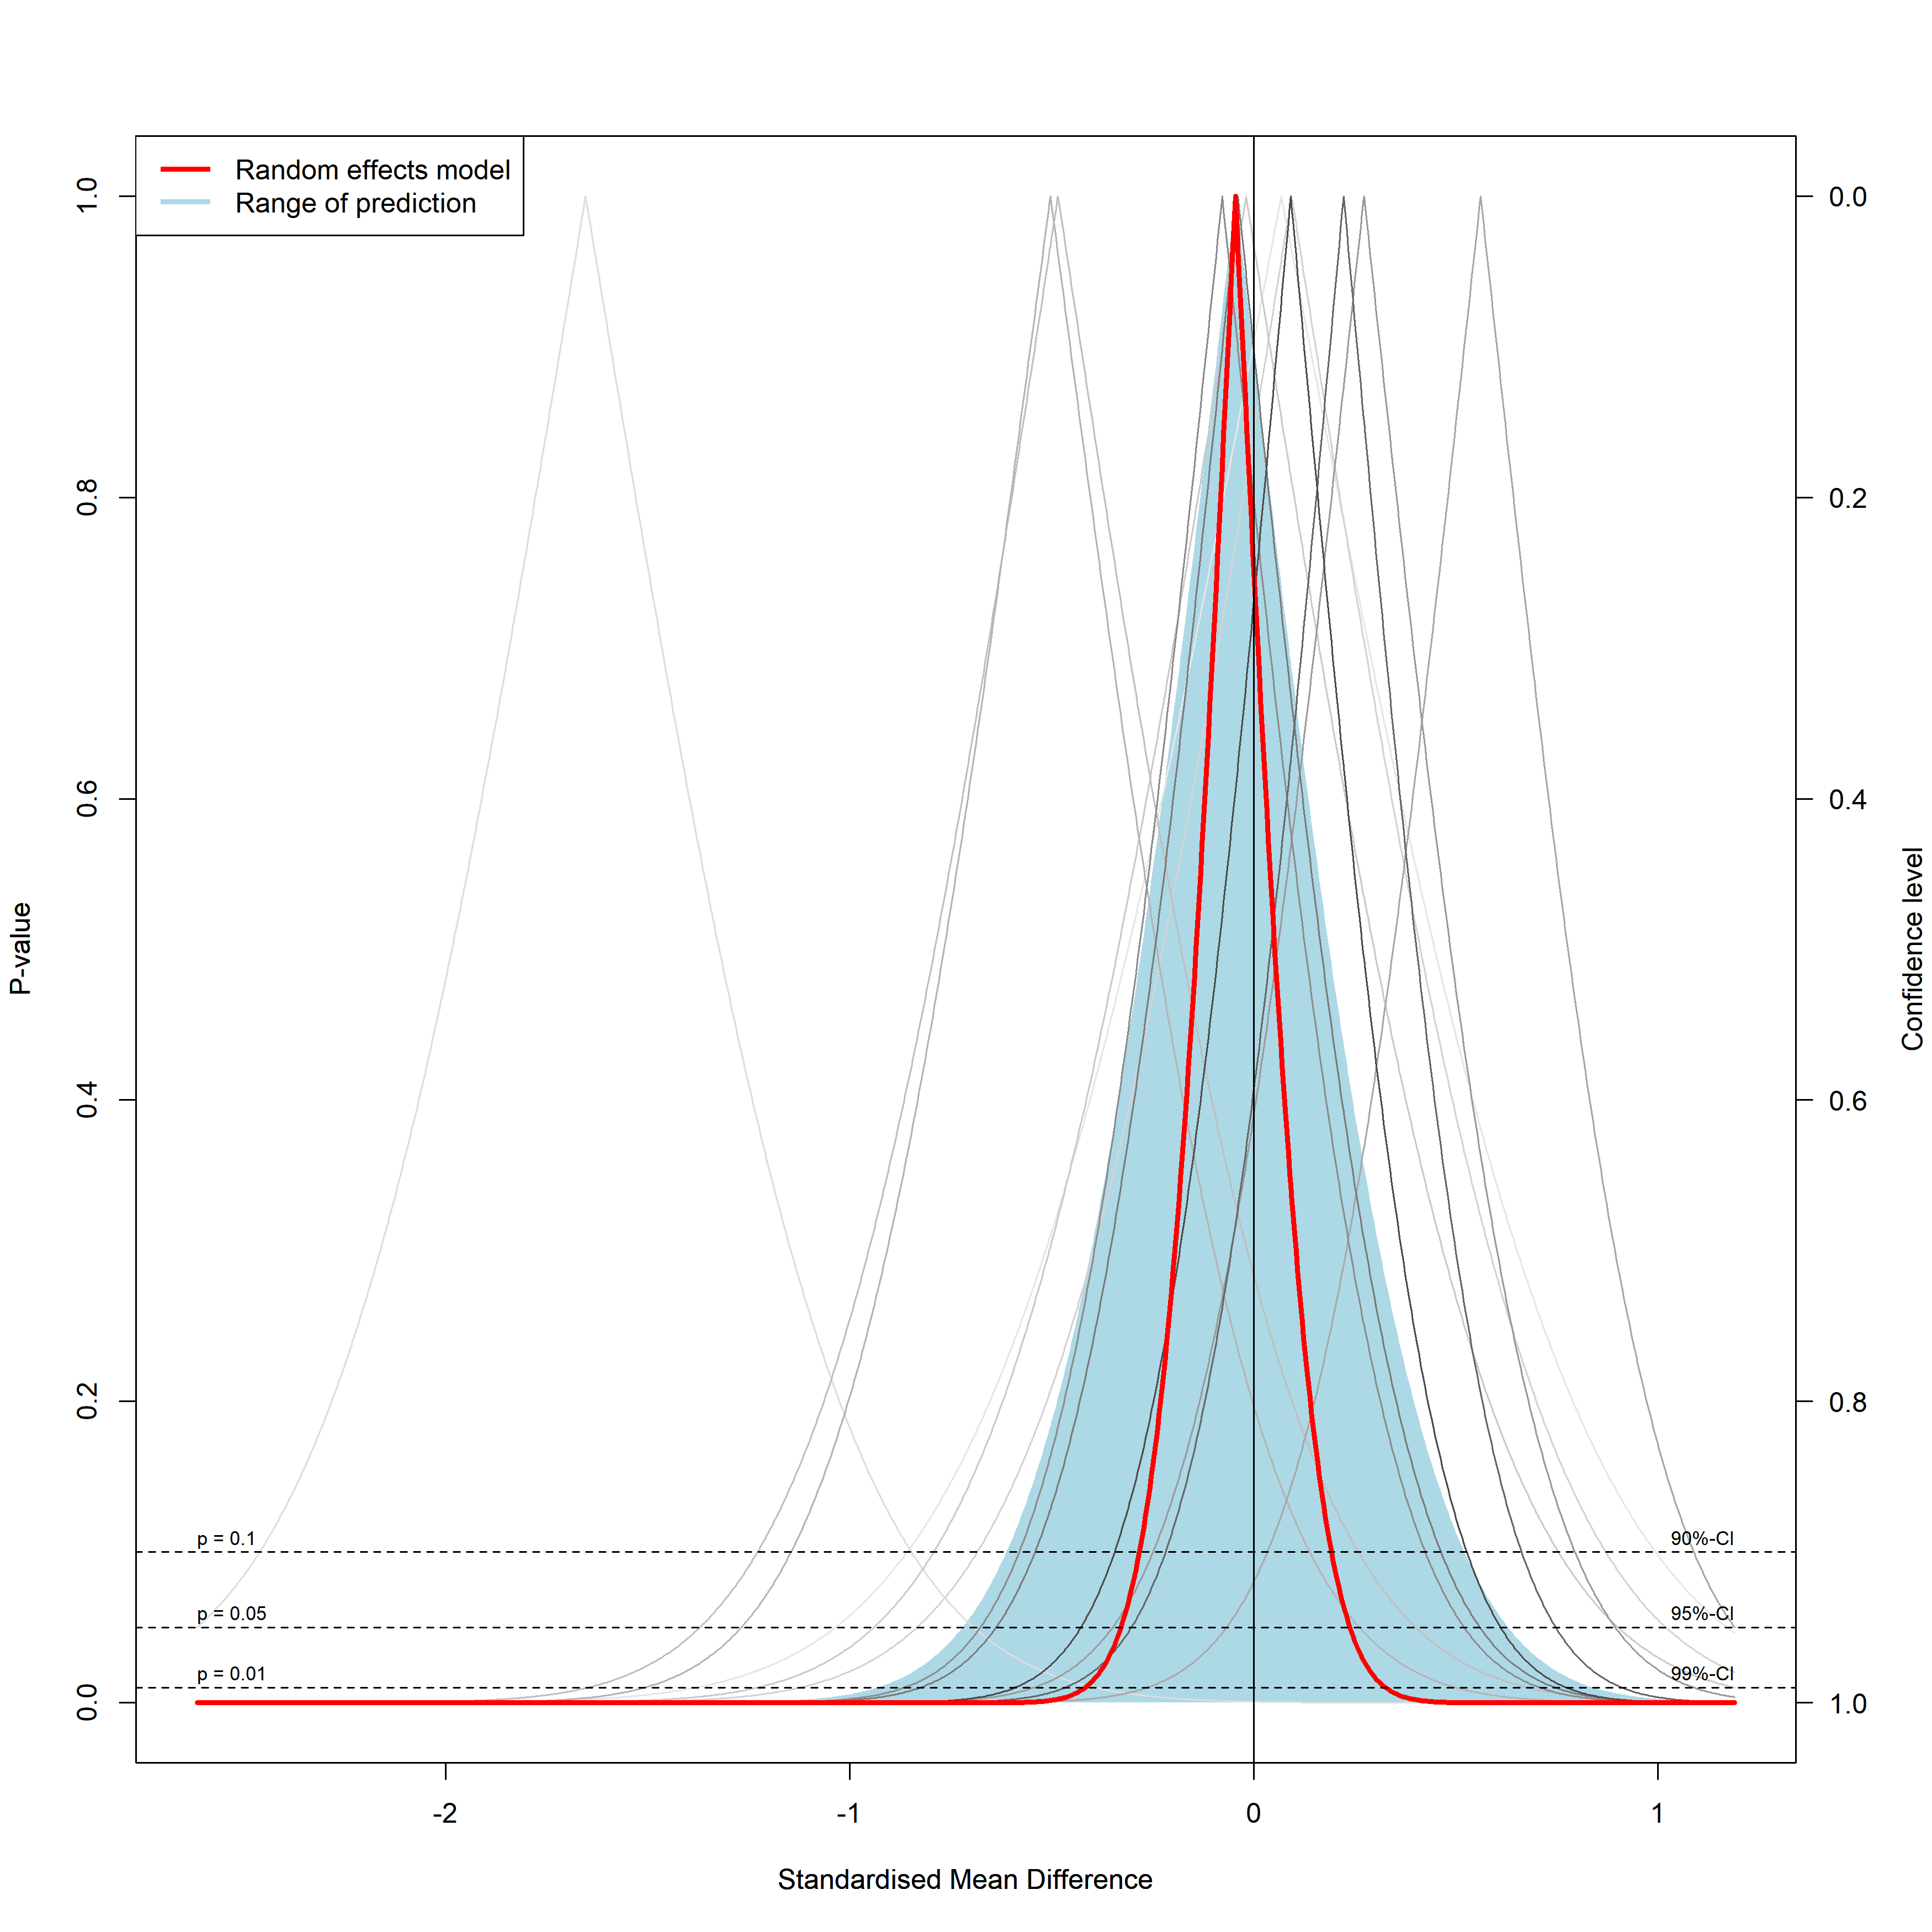 Random effects model
Range of prediction
1.0
0.8
0.6
0.4
0.2
0.0
P-value
0.0
0.2
0.4
0.6
0.8
1.0
Confidence level
p = 0.1
90%-CI
p = 0.05
95%-CI
p = 0.01
99%-CI
-2
-1
0
1
Standardised Mean Difference